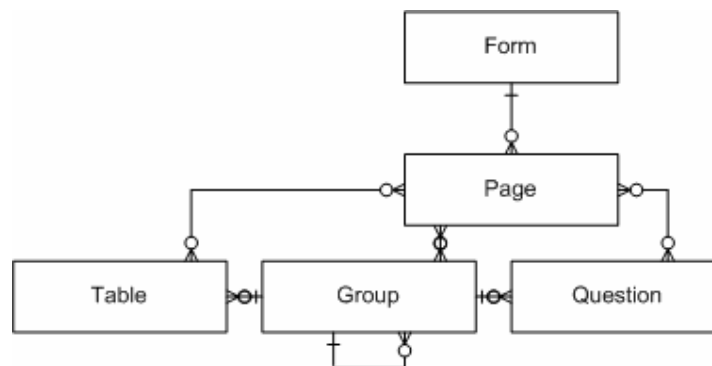 Form
Page
Table
Group
Question